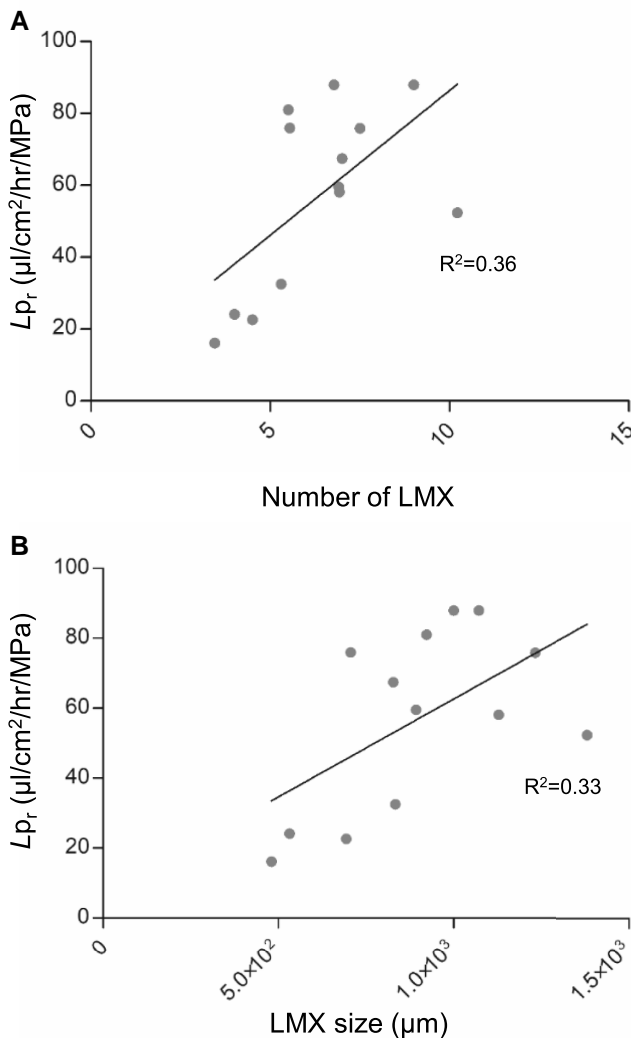 A
100
80
60
40
20
0
Lpᵣ (µl/cm²/hr/MPa)
R²=0.36
0
5
10
15
Number of LMX
B
100
80
60
40
20
0
Lpᵣ (µl/cm²/hr/MPa)
R²=0.33
0
5.0×10²
1.0×10³
1.5×10³
LMX size (µm)